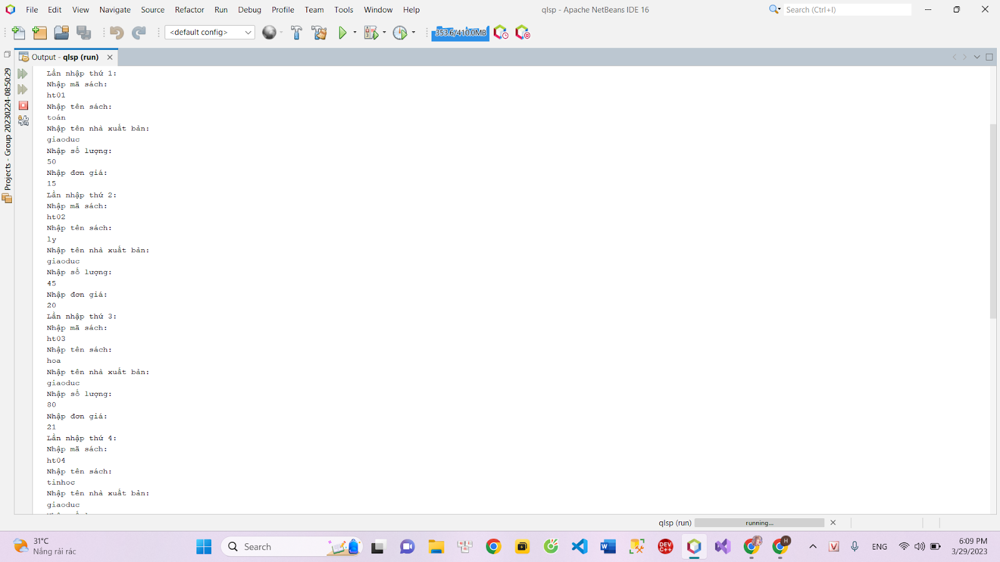 File Edit View Navigate Source Refactor Run Debug Profile Team Tools Window Help
qlsp - Apache NetBeans IDE 16
Search (Ctrl+I)
<default config>
353.6/410.0MB
Output - qlsp (run)
Projects - Group 20230224-08:50:29
Lần nhập thứ 1:
Nhập mã sách:
ht01
Nhập tên sách:
toán
Nhập tên nhà xuất bản:
giaoduc
Nhập số lượng:
50
Nhập đơn giá:
15
Lần nhập thứ 2:
Nhập mã sách:
ht02
Nhập tên sách:
ly
Nhập tên nhà xuất bản:
giaoduc
Nhập số lượng:
45
Nhập đơn giá:
20
Lần nhập thứ 3:
Nhập mã sách:
ht03
Nhập tên sách:
hoa
Nhập tên nhà xuất bản:
giaoduc
Nhập số lượng:
80
Nhập đơn giá:
21
Lần nhập thứ 4:
Nhập mã sách:
ht04
Nhập tên sách:
tinhoc
Nhập tên nhà xuất bản:
giaoduc
qlsp (run)
running...
31°C
Nắng rải rác
Search
DEV C++
H
V
ENG
6:09 PM
3/29/2023